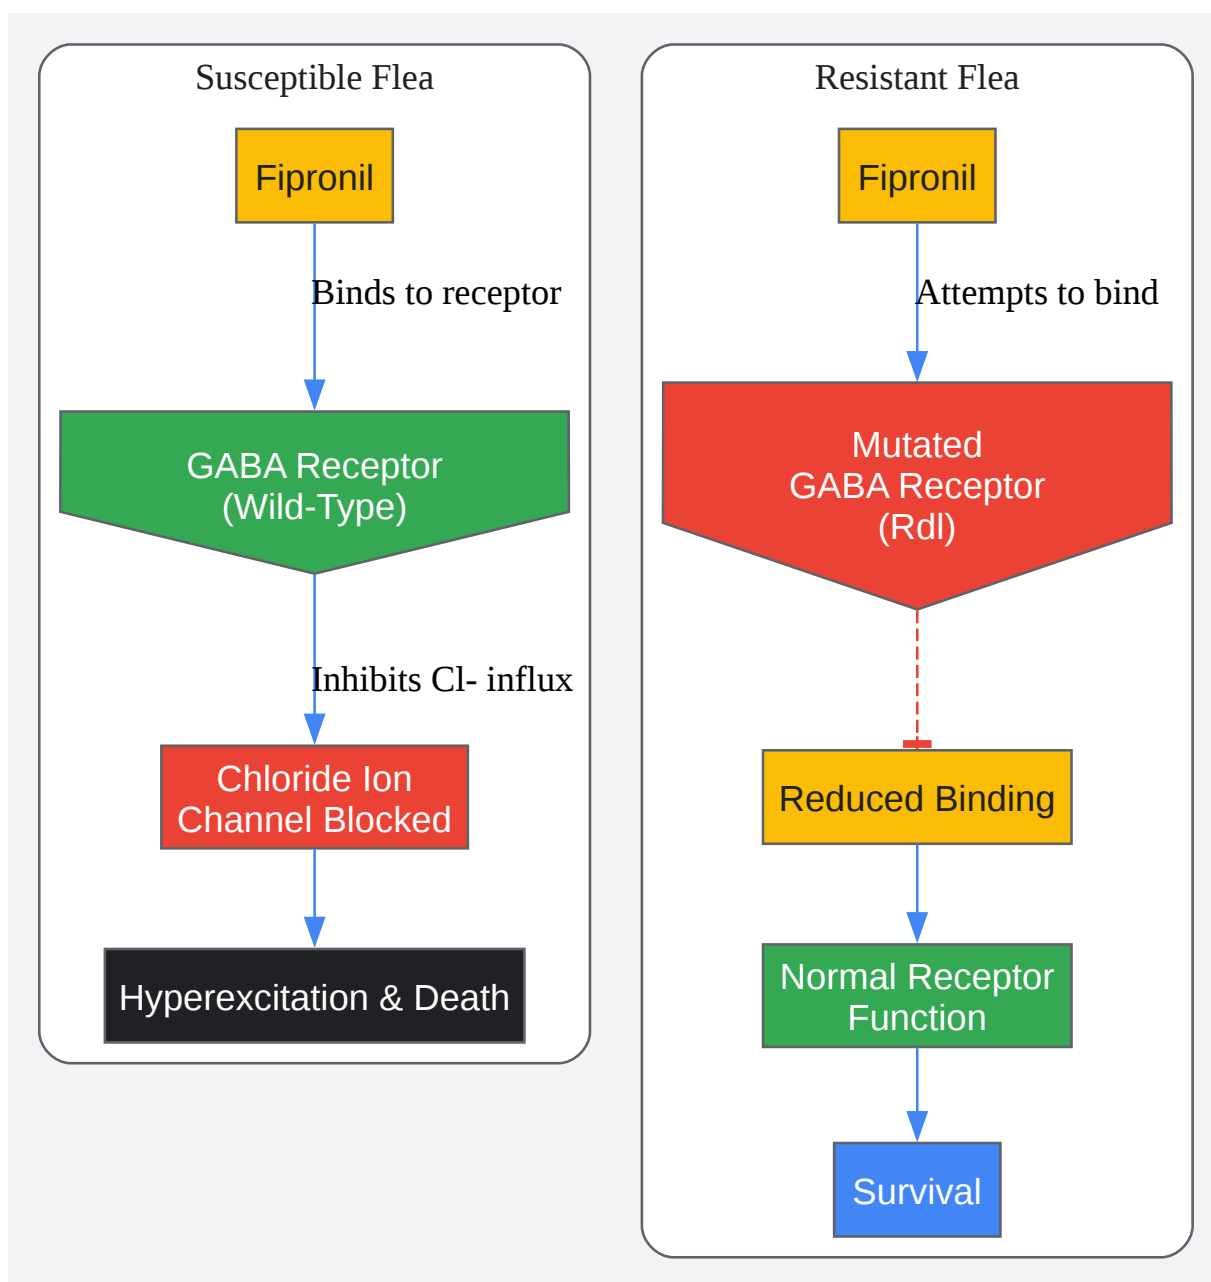 Susceptible Flea
Fipronil
Binds to receptor
GABA Receptor
(Wild-Type)
Inhibits Cl- influx
Chloride Ion
Channel Blocked
Hyperexcitation & Death
Resistant Flea
Fipronil
Attempts to bind
Mutated
GABA Receptor
(Rdl)
Reduced Binding
Normal Receptor
Function
Survival